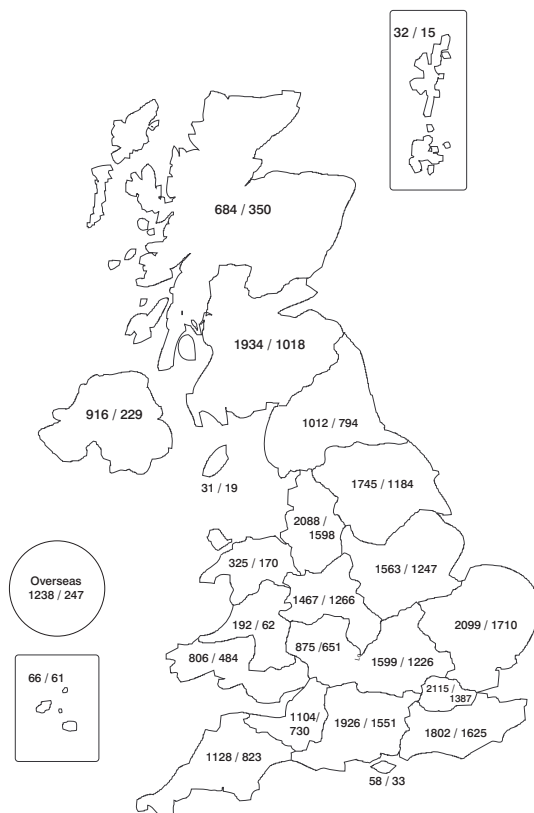 32 / 15
684 / 350
1934 / 1018
916 / 229
1012 / 794
31 / 19
1745 / 1184
2088 /
1598
325 / 170
1563 / 1247
Overseas
1238 / 247
1467 / 1266
192 / 62
2099 / 1710
806 / 484
875 / 651
1599 / 1226
66 / 61
2115 /
1387
1104/
730
1926 / 1551
1802 / 1625
1128 / 823
58 / 33